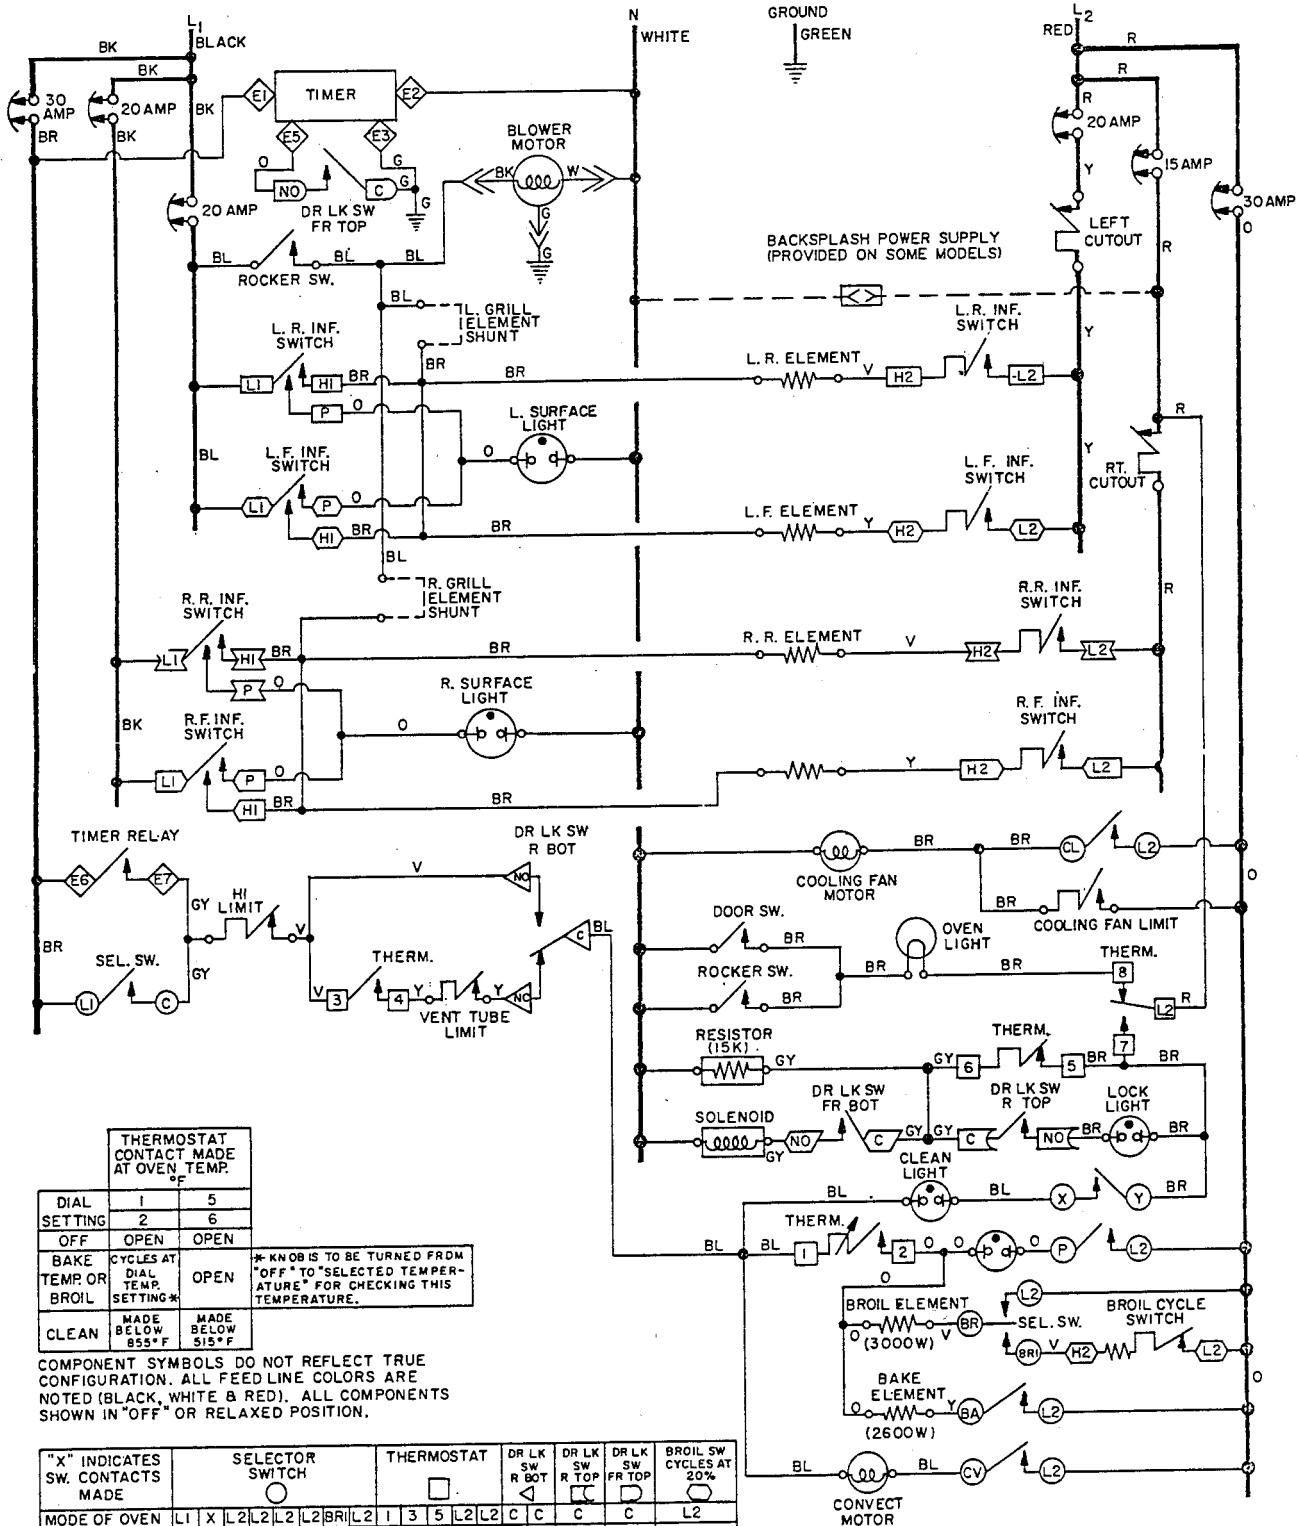 L1
BLACK
N
WHITE
GROUND
GREEN
L2
RED
BK
BK
BK
R
R
R
30 AMP
20 AMP
BR
BK
E1
TIMER
E2
E5
E3
O
G
G
G
NO
C
DR LK SW
FR TOP
BLOWER
MOTOR
BK
W
G
G
20 AMP
15 AMP
30 AMP
Y
O
R
LEFT
CUTOUT
20 AMP
BACKSPLASH POWER SUPPLY
(PROVIDED ON SOME MODELS)
BL
BL
BL
ROCKER SW.
BL
L. GRILL
ELEMENT
SHUNT
L. R. INF.
SWITCH
L. R. INF.
SWITCH
Y
BR
L1
HI
BR
BR
L. R. ELEMENT
V
H2
-L2
P
O
L. SURFACE
LIGHT
O
R
BL
L. F. INF.
SWITCH
L. F. INF.
SWITCH
Y
RT.
CUTOUT
L1
P
O
HI
BR
BR
L. F. ELEMENT
Y
H2
L2
BL
R. GRILL
ELEMENT
SHUNT
R. R. INF.
SWITCH
R.R. INF.
SWITCH
R
L1
HI
BR
BR
R. R. ELEMENT
V
H2
L2
P
O
R. SURFACE
LIGHT
O
BK
R.F. INF.
SWITCH
R. F. INF.
SWITCH
L1
P
O
Y
H2
L2
HI
BR
BR
TIMER RELAY
DR LK SW
R BOT
E6
E7
GY
HI
LIMIT
V
V
NO
BR
BR
CL
L2
COOLING FAN
MOTOR
O
BR
COOLING FAN LIMIT
C
BL
DOOR SW.
BR
OVEN
LIGHT
BR
SEL. SW.
GY
THERM.
ROCKER SW.
BR
BR
BR
THERM.
8
L1
C
V
3
4
Y
Y
NO
VENT TUBE
LIMIT
L2
R
7
RESISTOR
(15K)
GY
GY
6
THERM.
5
BR
BR
DR LK SW
FR BOT
DR LK SW
R TOP
LOCK
LIGHT
SOLENOID
GY
NO
C
GY
GY
C
NO
BR
BR
CLEAN
LIGHT
BL
BL
X
Y
BR
THERM.
BL
BL
1
2
O
O
O
P
L2
O
L2
BROIL ELEMENT
O
(3000W)
V
BR
SEL. SW.
BROIL CYCLE
SWITCH
BR1
V
H2
L2
BAKE
ELEMENT
O
(2600W)
Y
BA
L2
O
BL
BL
CV
L2
CONVECT
MOTOR
THERMOSTAT
CONTACT MADE
AT OVEN TEMP.
°F
DIAL SETTING
1
5
2
6
OFF
OPEN
OPEN
BAKE TEMP. OR BROIL
CYCLES AT DIAL TEMP. SETTING*
OPEN
* KNOB IS TO BE TURNED FROM
"OFF" TO "SELECTED TEMPER-
ATURE" FOR CHECKING THIS
TEMPERATURE.
CLEAN
MADE BELOW 855°F
MADE BELOW 515°F
COMPONENT SYMBOLS DO NOT REFLECT TRUE
CONFIGURATION. ALL FEED LINE COLORS ARE
NOTED (BLACK, WHITE & RED). ALL COMPONENTS
SHOWN IN "OFF" OR RELAXED POSITION.
"X" INDICATES SW. CONTACTS MADE
SELECTOR SWITCH
THERMOSTAT
DR LK SW R BOT
DR LK SW R TOP
DR LK SW FR TOP
BROIL SW CYCLES AT 20%
MODE OF OVEN L1 X L2 L2 L2 L2 BR1 L2 1 3 5 L2 L2 C C C C L2